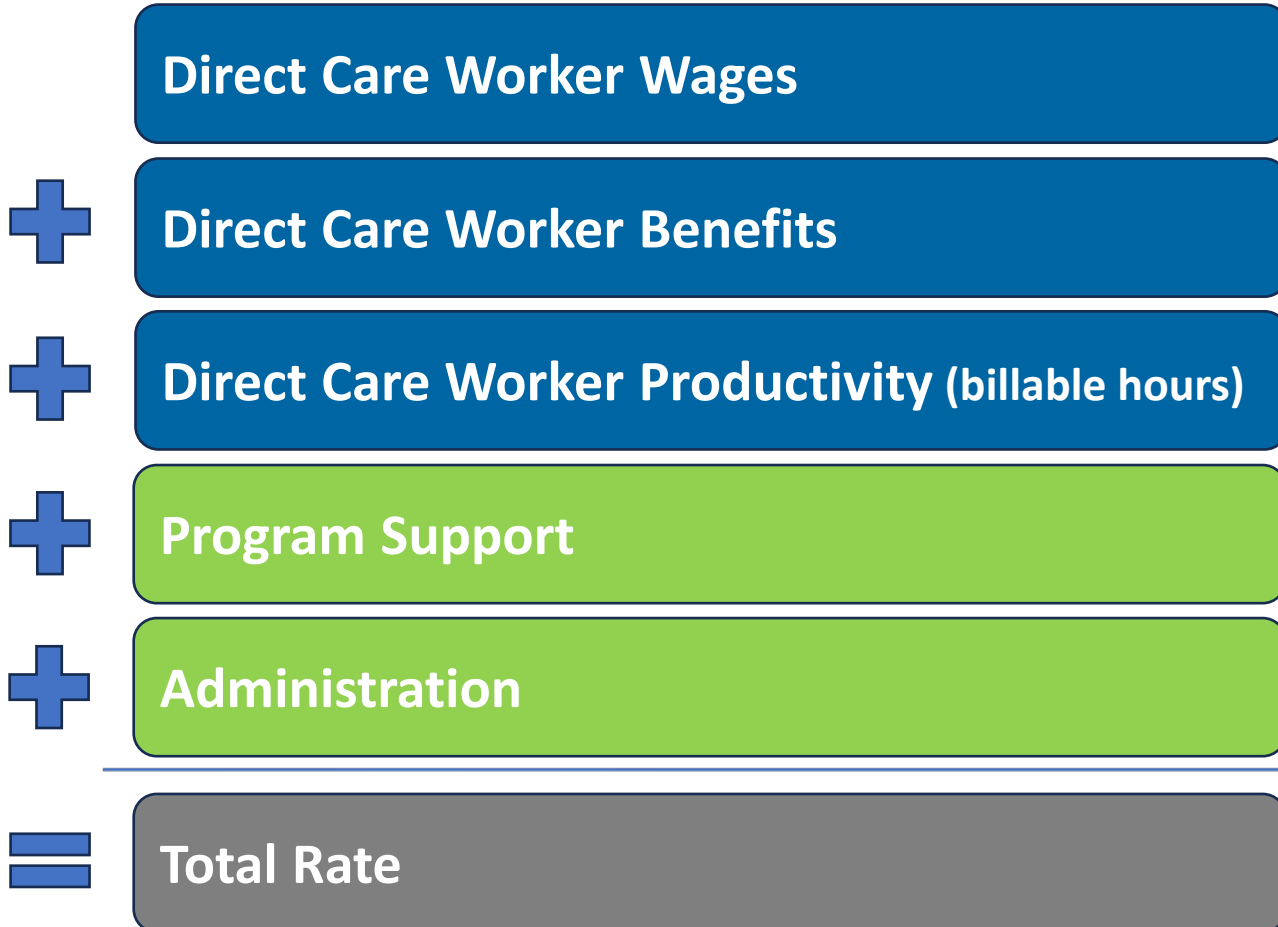 Direct Care Worker Wages
Direct Care Worker Benefits
Direct Care Worker Productivity (billable hours)
Program Support
Administration
Total Rate